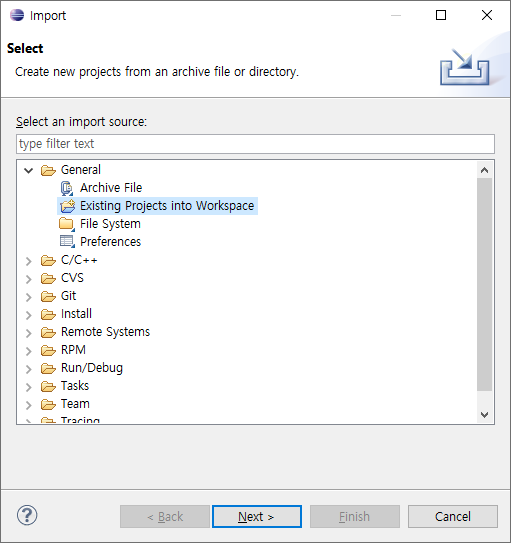 Import
Select
Create new projects from an archive file or directory.
Select an import source:
type filter text
General
Archive File
Existing Projects into Workspace
File System
Preferences
C/C++
CVS
Git
Install
Remote Systems
RPM
Run/Debug
Tasks
Team
Tracing
?
< Back
Next >
Finish
Cancel